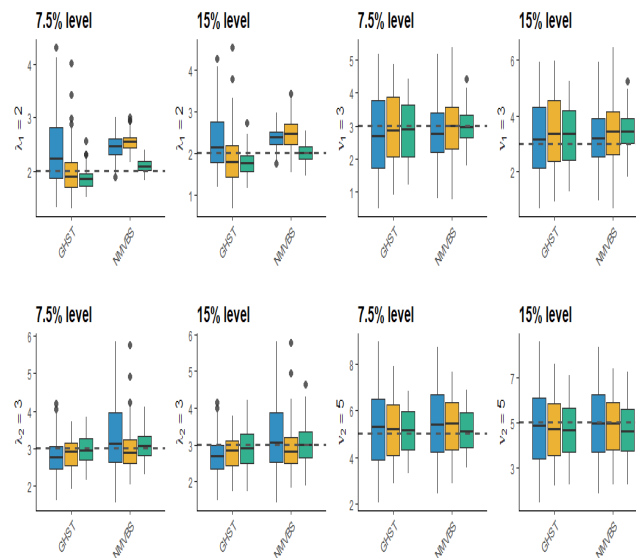 7.5% level
15% level
7.5% level
15% level
λ₁ = 2
4
3
2
GHST
NMVBS
λ₁ = 2
4
3
2
1
GHST
NMVBS
ν₁ = 3
5
4
3
2
1
GHST
NMVBS
ν₁ = 3
6
4
2
GHST
NMVBS
7.5% level
15% level
7.5% level
15% level
λ₂ = 3
6
5
4
3
2
GHST
NMVBS
λ₂ = 3
6
5
4
3
2
GHST
NMVBS
ν₂ = 5
8
6
4
2
GHST
NMVBS
ν₂ = 5
7
5
3
GHST
NMVBS